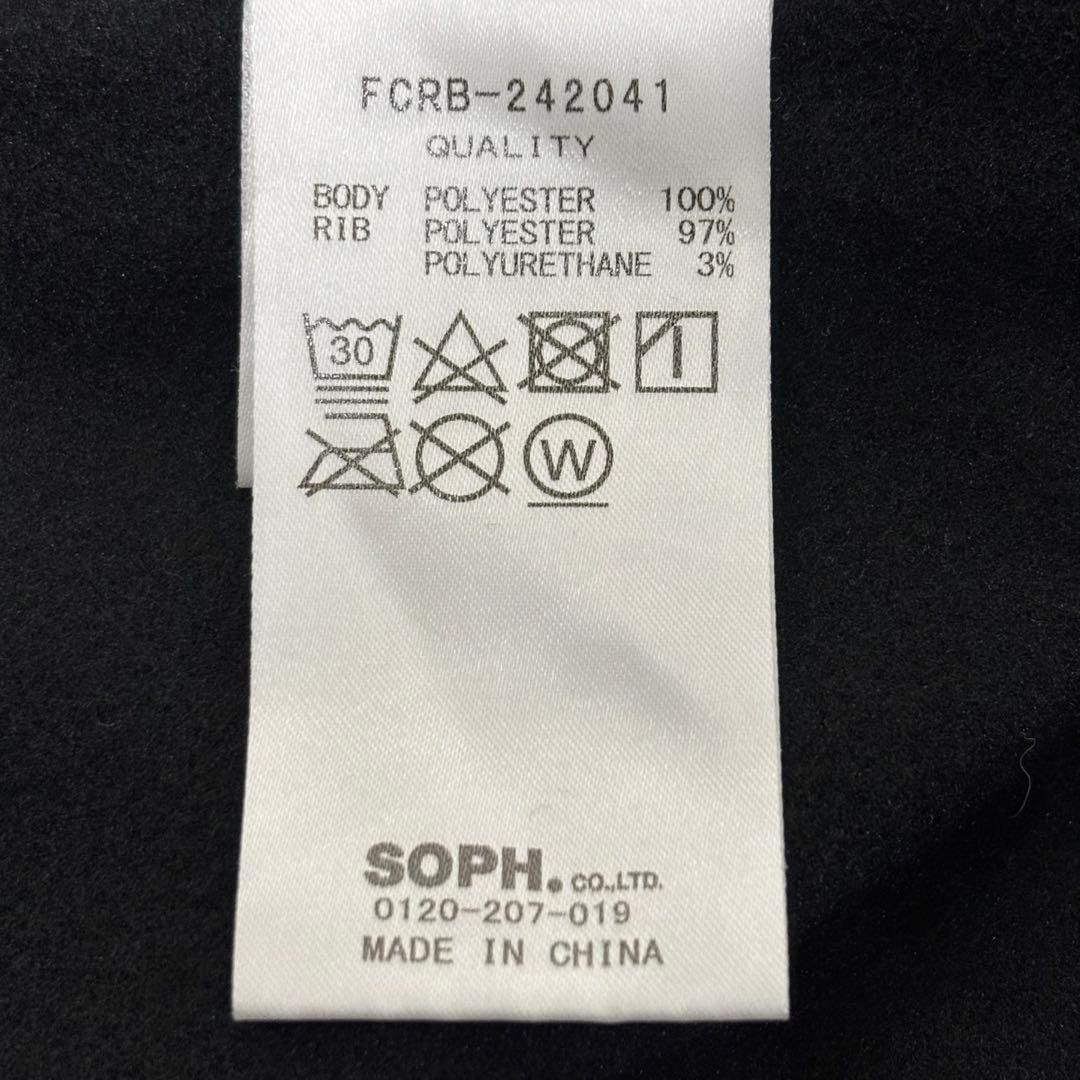 FCRB-242041
QUALITY
BODY POLYESTER 100%
RIB POLYESTER 97%
POLYURETHANE 3%
30
W
SOPH. CO.,LTD.
0120-207-019
MADE IN CHINA